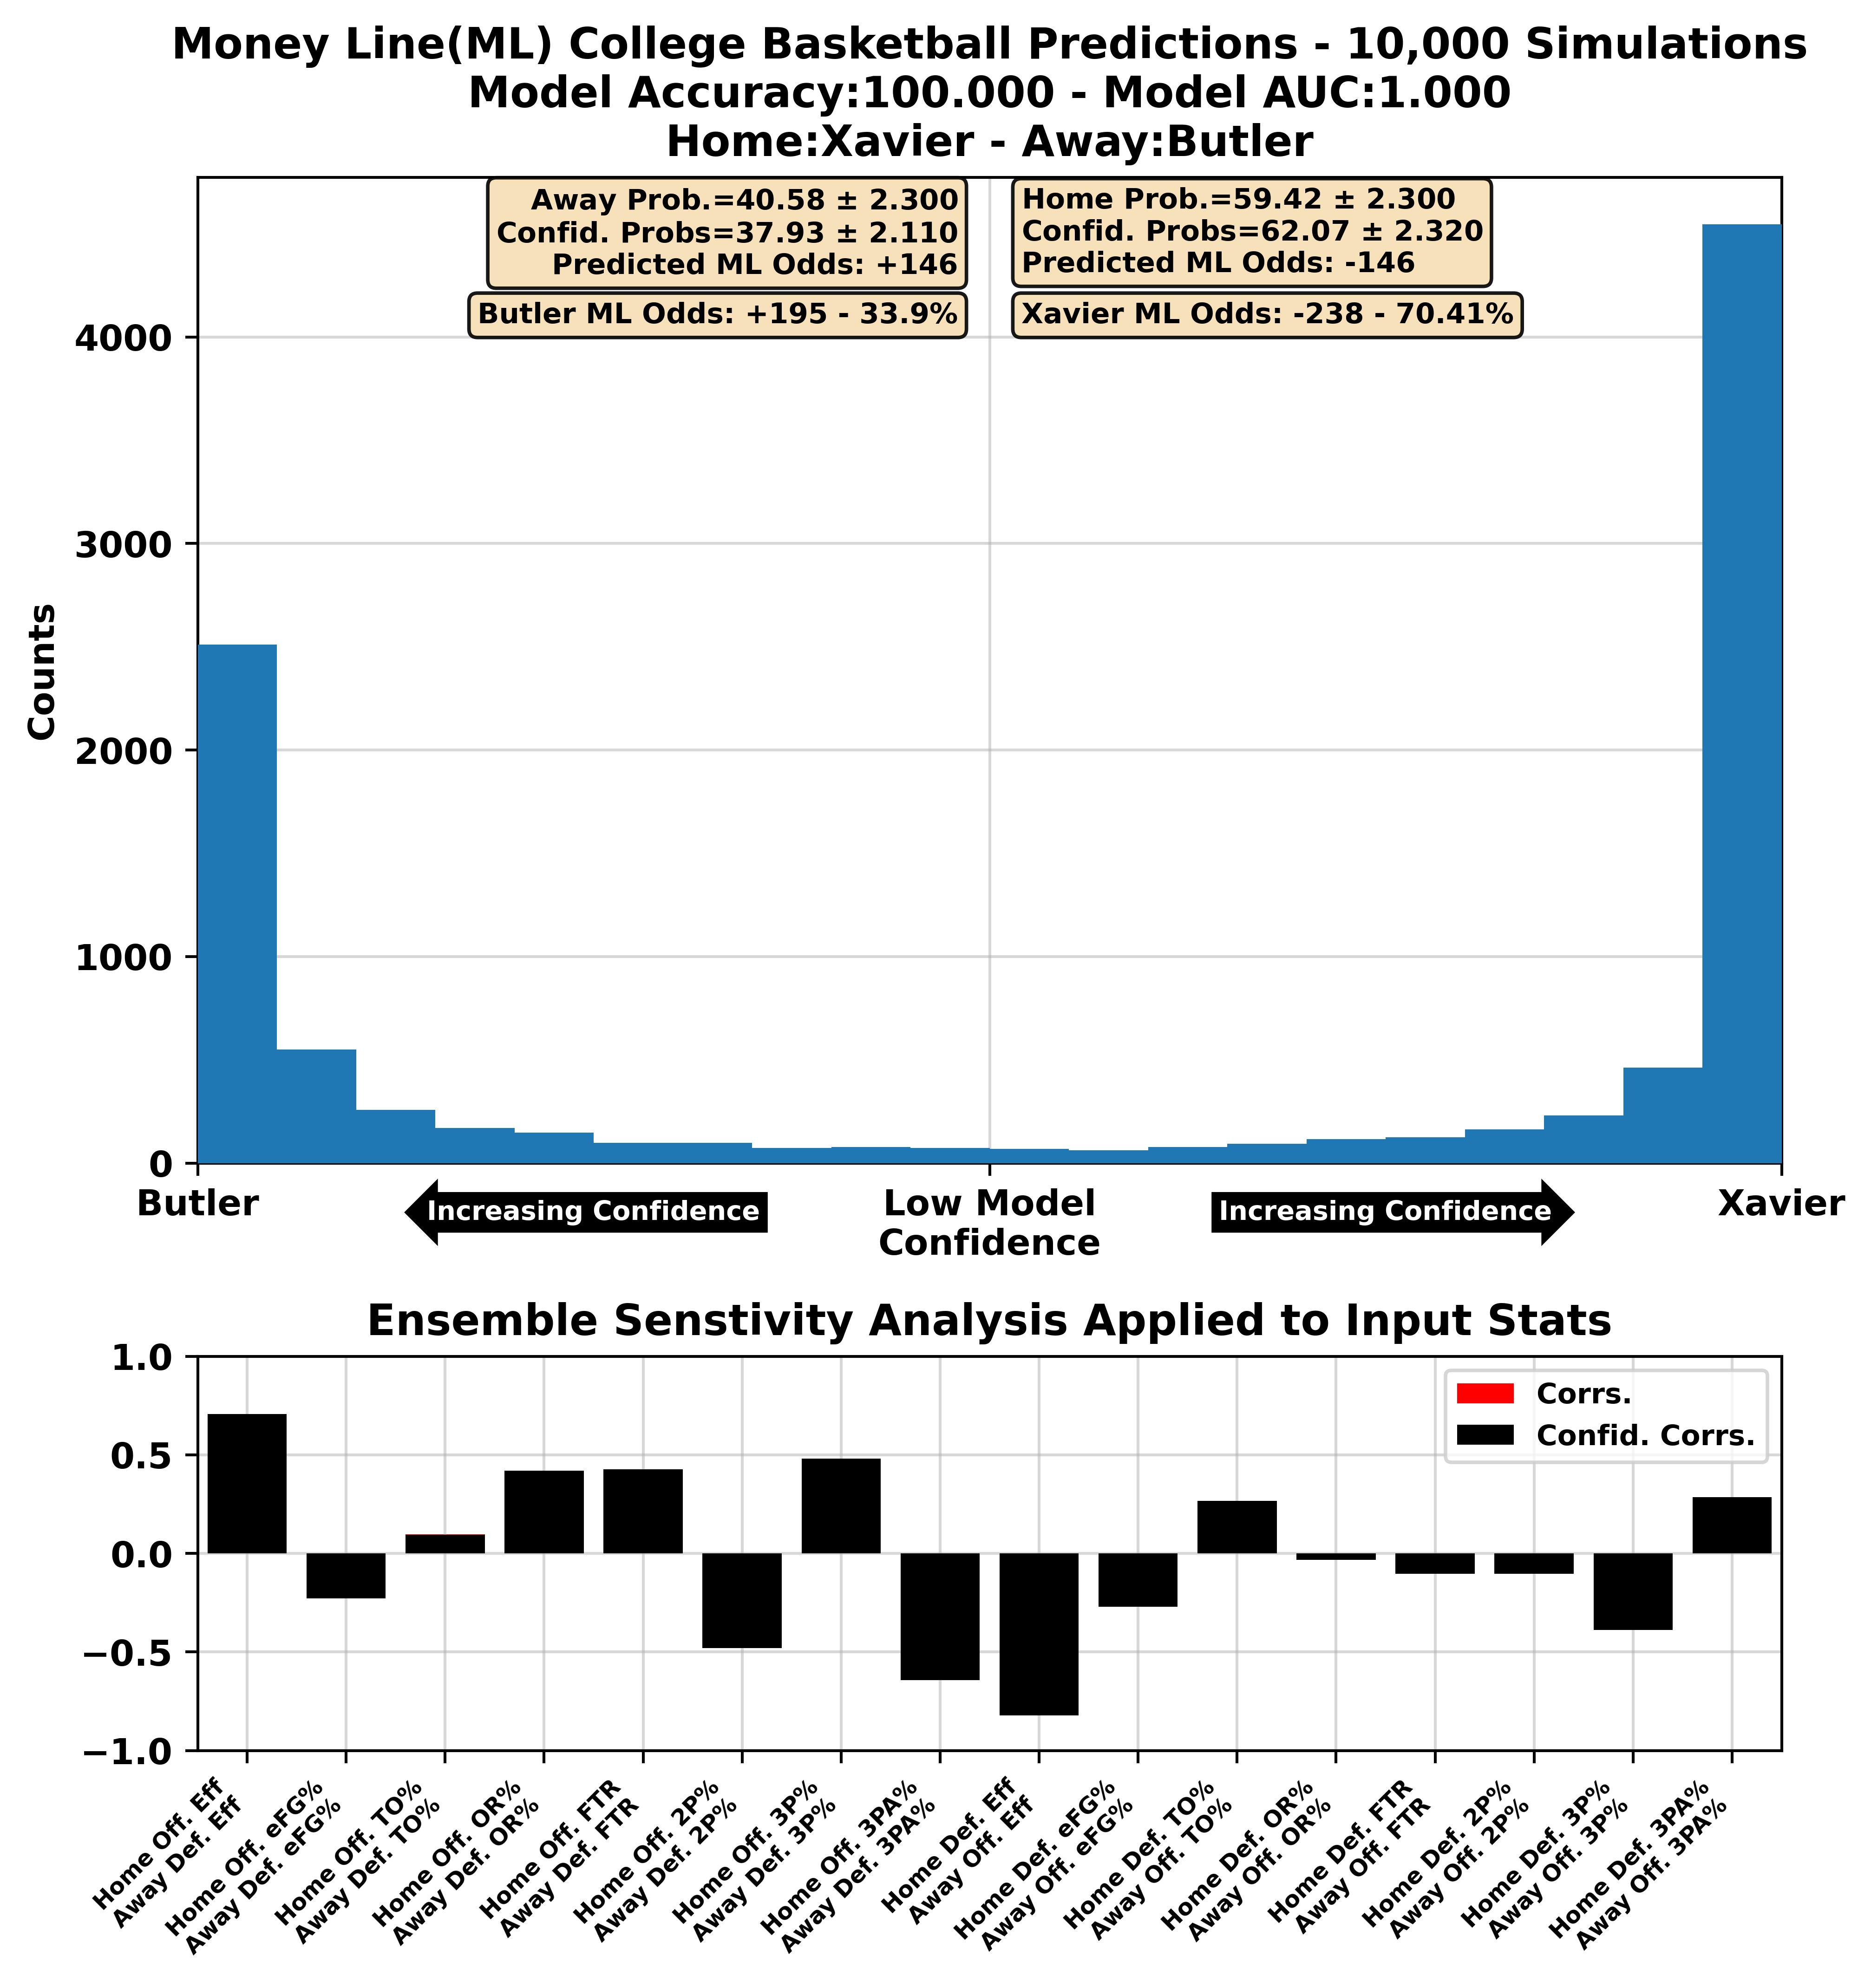 Money Line(ML) College Basketball Predictions - 10,000 Simulations
Model Accuracy:100.000 - Model AUC:1.000
Home:Xavier - Away:Butler
Away Prob.=40.58 ± 2.300
Confid. Probs=37.93 ± 2.110
Predicted ML Odds: +146
Butler ML Odds: +195 - 33.9%
Home Prob.=59.42 ± 2.300
Confid. Probs=62.07 ± 2.320
Predicted ML Odds: -146
Xavier ML Odds: -238 - 70.41%
Counts
4000
3000
2000
1000
0
Butler
Increasing Confidence
Low Model
Confidence
Increasing Confidence
Xavier
Ensemble Senstivity Analysis Applied to Input Stats
1.0
0.5
0.0
−0.5
−1.0
Corrs.
Confid. Corrs.
Home Off. Eff
Away Def. Eff
Home Off. eFG%
Away Def. eFG%
Home Off. TO%
Away Def. TO%
Home Off. OR%
Away Def. OR%
Home Off. FTR
Away Def. FTR
Home Off. 2P%
Away Def. 2P%
Home Off. 3P%
Away Def. 3P%
Home Off. 3PA%
Away Def. 3PA%
Home Def. Eff
Away Off. Eff
Home Def. eFG%
Away Off. eFG%
Home Def. TO%
Away Off. TO%
Home Def. OR%
Away Off. OR%
Home Def. FTR
Away Off. FTR
Home Def. 2P%
Away Off. 2P%
Home Def. 3P%
Away Off. 3P%
Home Def. 3PA%
Away Off. 3PA%